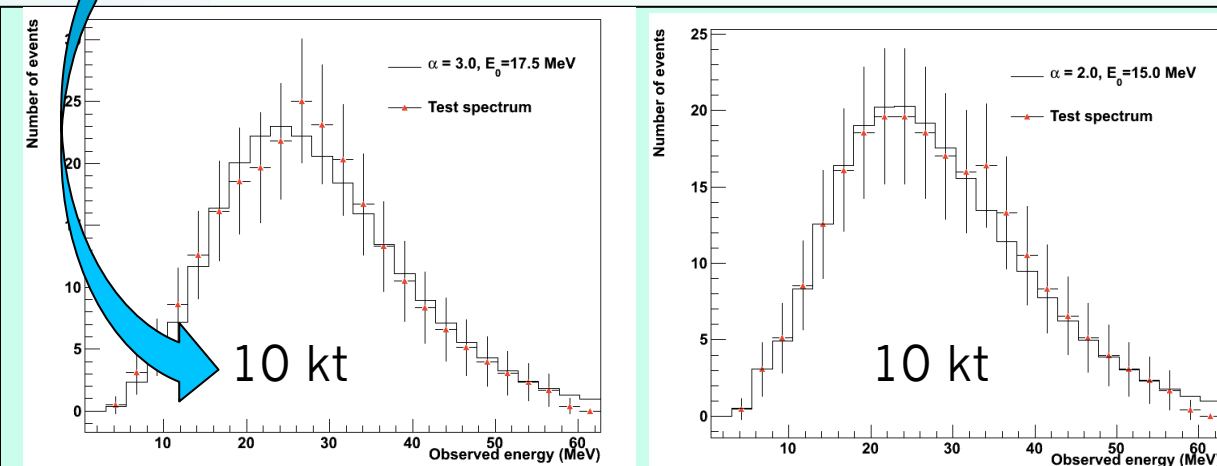 Number of events
α = 3.0, E0=17.5 MeV
Test spectrum
25
20
10
5
0
10 kt
10 20 30 40 50 60
Observed energy (MeV)
Number of events
25
20
15
10
5
0
α = 2.0, E0=15.0 MeV
Test spectrum
10 kt
10 20 30 40 50 60
Observed energy (MeV)